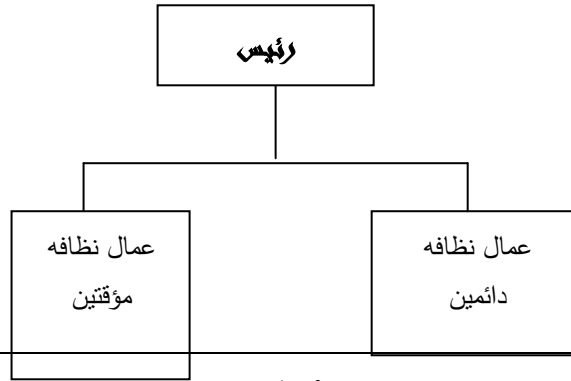 رئيس
عمال نظافه
دائمين
عمال نظافه
مؤقتين